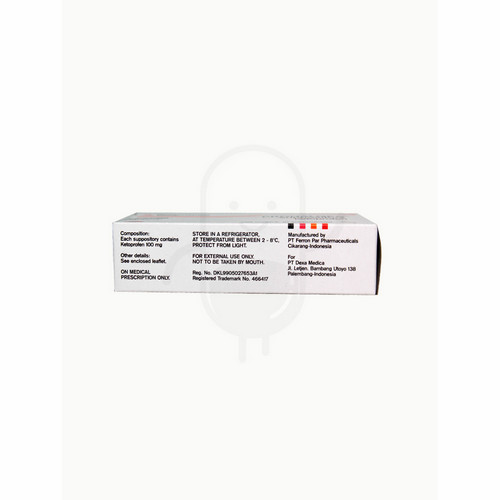 Composition:
Each suppository contains
Ketoprofen 100 mg
Other details:
See enclosed leaflet.
ON MEDICAL
PRESCRIPTION ONLY.
STORE IN A REFRIGERATOR,
AT TEMPERATURE BETWEEN 2 - 8°C,
PROTECT FROM LIGHT.
FOR EXTERNAL USE ONLY.
NOT TO BE TAKEN BY MOUTH.
Reg. No. DKL9905027653A1
Registered Trademark No. 466417
Manufactured by
PT Ferron Par Pharmaceuticals
Cikarang-Indonesia
For
PT Dexa Medica
Jl. Letjen. Bambang Utoyo 138
Palembang-Indonesia